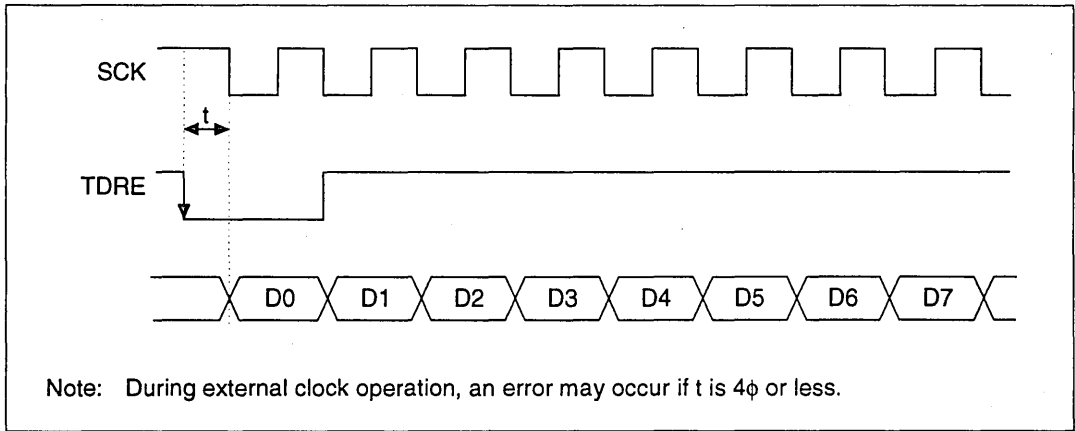 SCK
t
TDRE
D0 D1 D2 D3 D4 D5 D6 D7
Note: During external clock operation, an error may occur if t is 4ϕ or less.